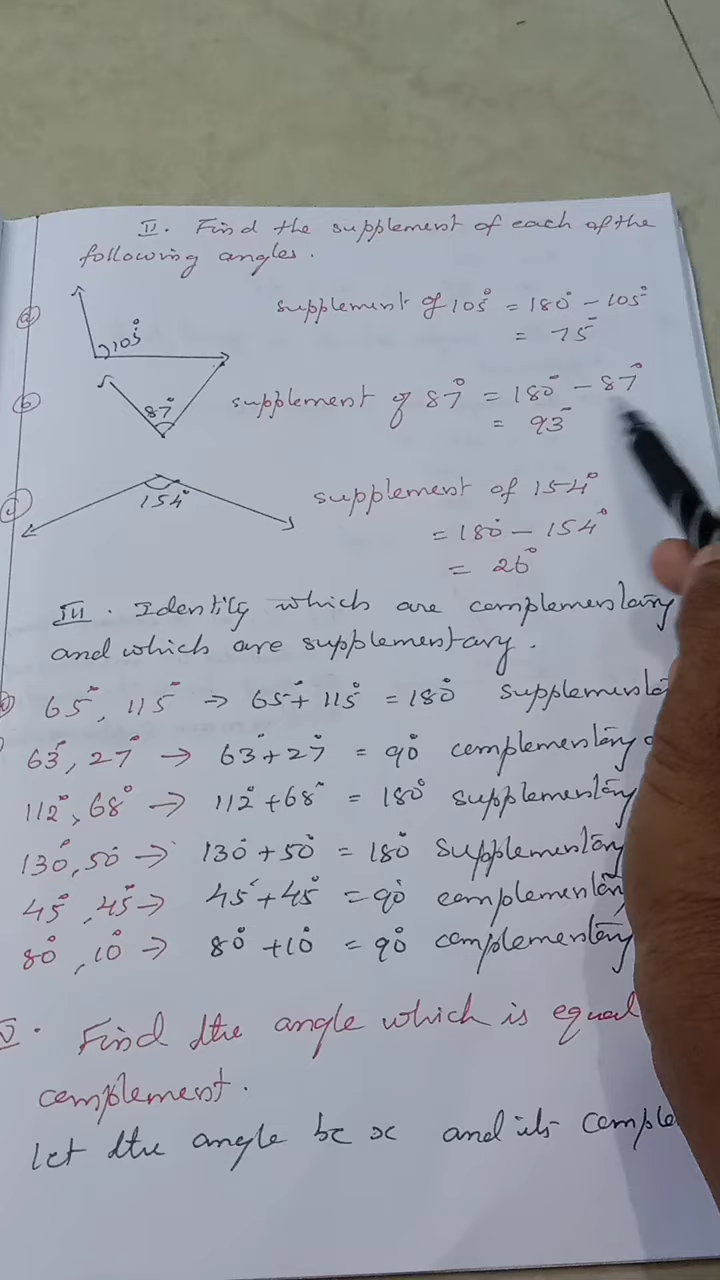 II. Find the supplement of each of the
following angles.
a
105°
supplement of 105° = 180° - 105°
= 75°
b
87°
supplement of 87° = 180° - 87°
= 93°
c
154°
supplement of 154°
= 180° - 154°
= 26°
III. Identify which are complementary
and which are supplementary.
65°, 115° → 65° + 115° = 180° supplementa
63°, 27° → 63° + 27° = 90° complementary
112°, 68° → 112° + 68° = 180° supplementary
130°, 50° → 130° + 50° = 180° supplementary
45°, 45° → 45° + 45° = 90° complementary
80°, 10° → 80° + 10° = 90° complementary
V. Find the angle which is equal
complement.
let the angle be x and its comple